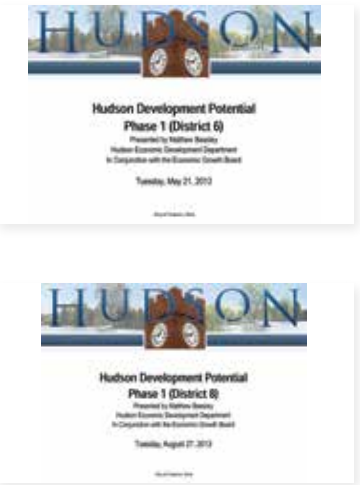 HUDSON
Hudson Development Potential
Phase 1 (District 6)
Presented by Matthew Beasley
Hudson Economic Development Department
In Conjunction with the Economic Growth Board
Tuesday, May 21, 2013
HUDSON
Hudson Development Potential
Phase 1 (District 8)
Presented by Matthew Beasley
Hudson Economic Development Department
In Conjunction with the Economic Growth Board
Tuesday, August 27, 2013